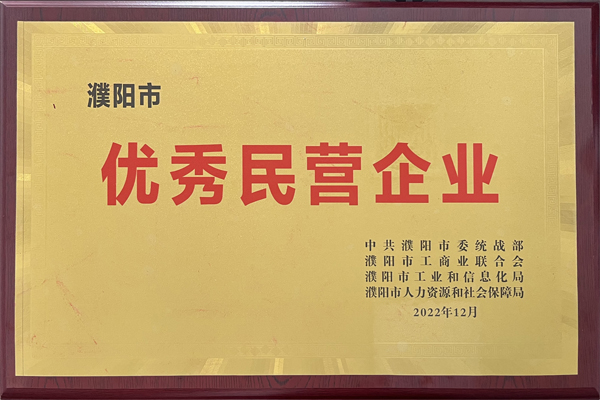 濮阳市
优秀民营企业
中共濮阳市委统战部
濮阳市工商业联合会
濮阳市工业和信息化局
濮阳市人力资源和社会保障局
2022年12月